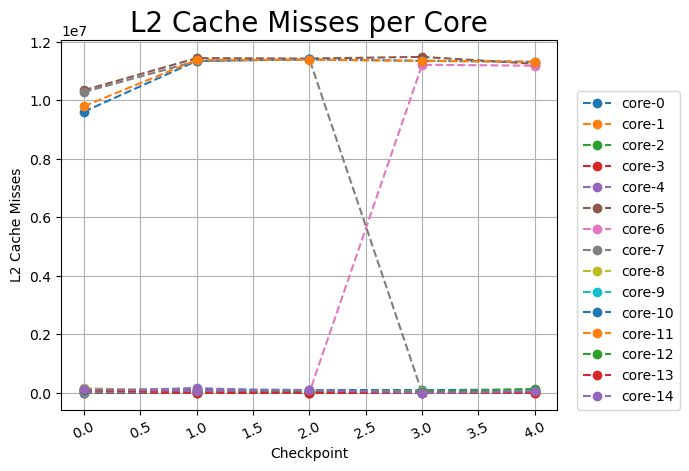 L2 Cache Misses per Core
1e7
1.2
1.0
0.8
0.6
0.4
0.2
0.0
L2 Cache Misses
0.0
0.5
1.0
1.5
2.0
2.5
3.0
3.5
4.0
Checkpoint
core-0
core-1
core-2
core-3
core-4
core-5
core-6
core-7
core-8
core-9
core-10
core-11
core-12
core-13
core-14